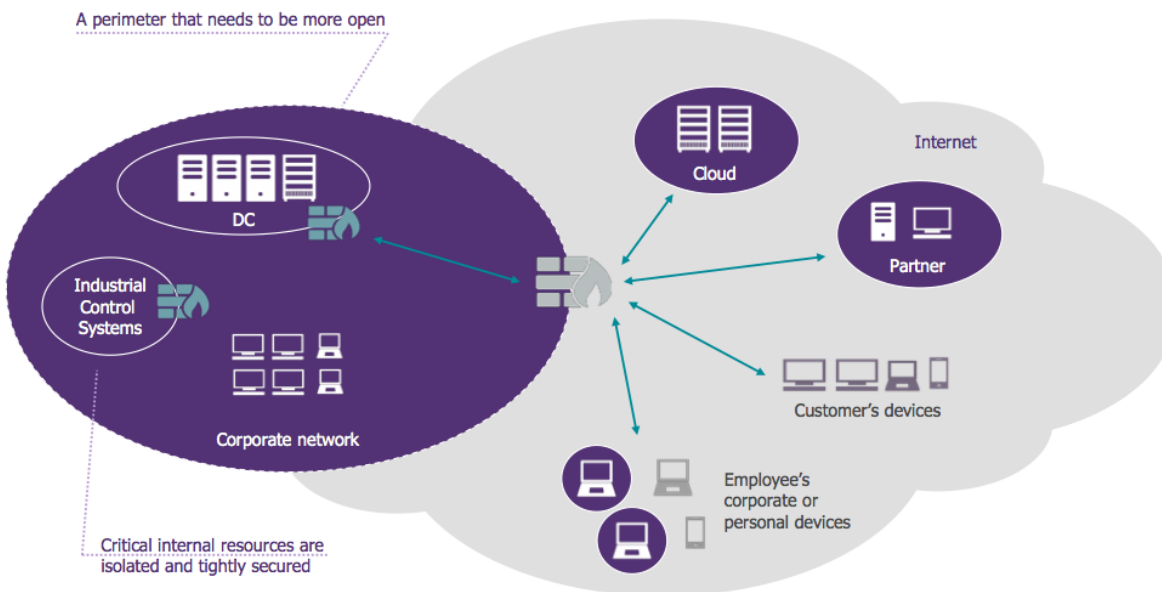 A perimeter that needs to be more open
Internet
Cloud
DC
Partner
Industrial
Control
Systems
Customer's devices
Corporate network
Employee's
corporate or
personal devices
Critical internal resources are
isolated and tightly secured